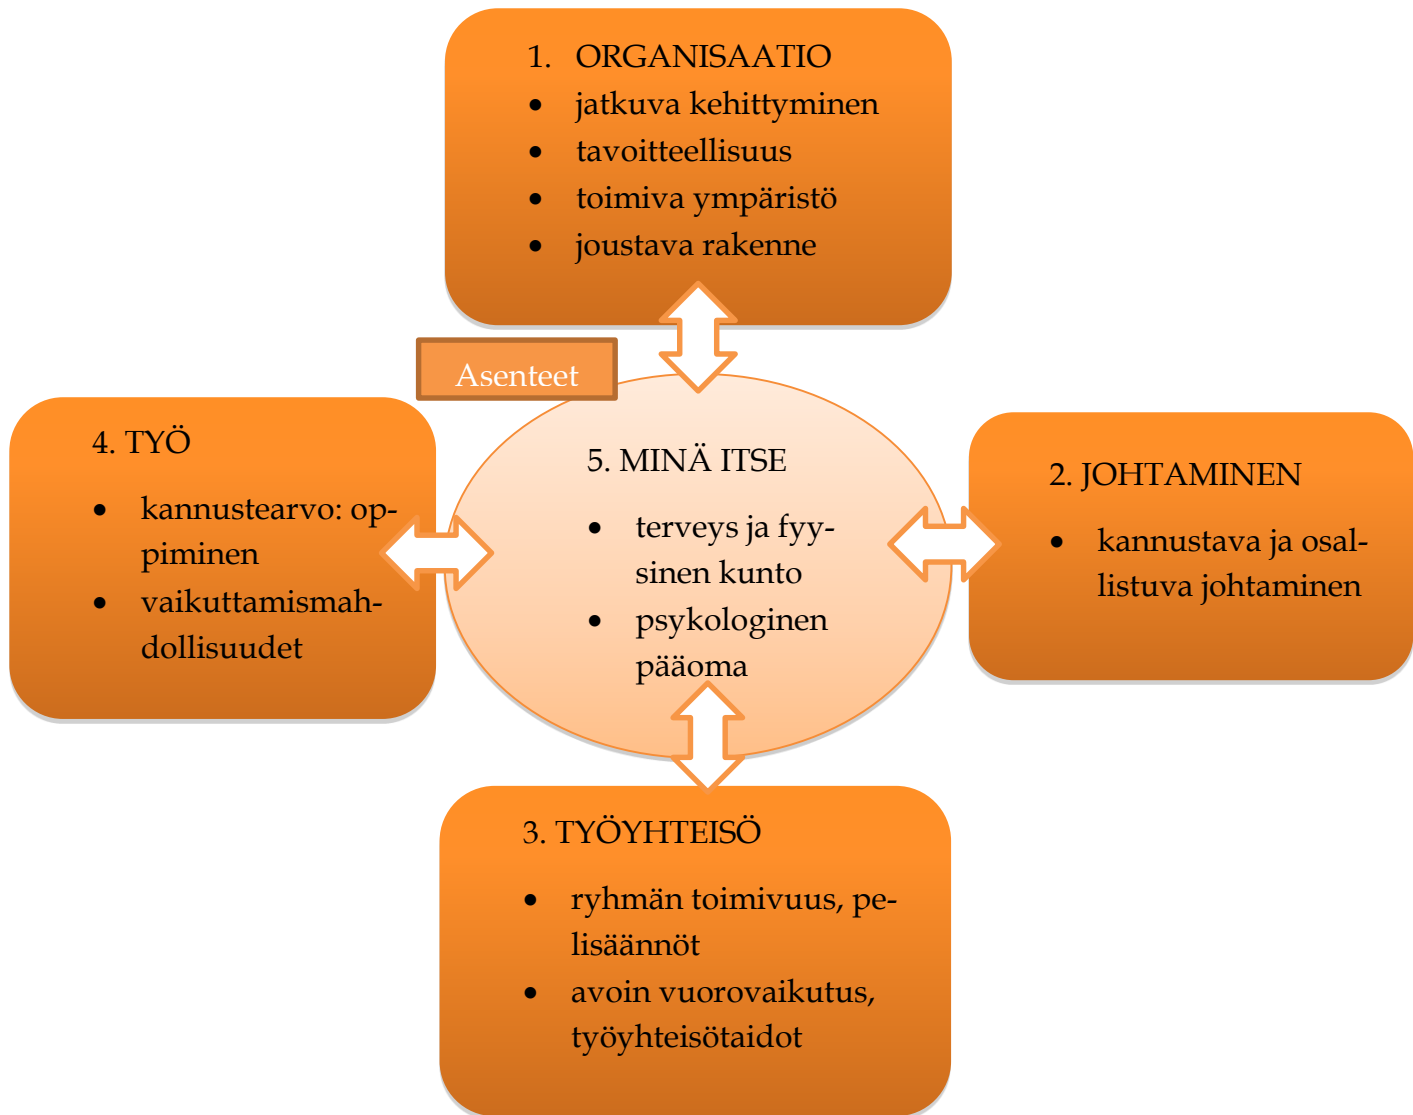 1. ORGANISAATIO
• jatkuva kehittyminen
• tavoitteellisuus
• toimiva ympäristö
• joustava rakenne
Asenteet
4. TYÖ
• kannustearvo: op-
piminen
• vaikuttamismah-
dollisuudet
5. MINÄ ITSE
• terveys ja fyy-
sinen kunto
• psykologinen
pääoma
2. JOHTAMINEN
• kannustava ja osal-
listuva johtaminen
3. TYÖYHTEISÖ
• ryhmän toimivuus, pe-
lisäännöt
• avoin vuorovaikutus,
työyhteisötaidot